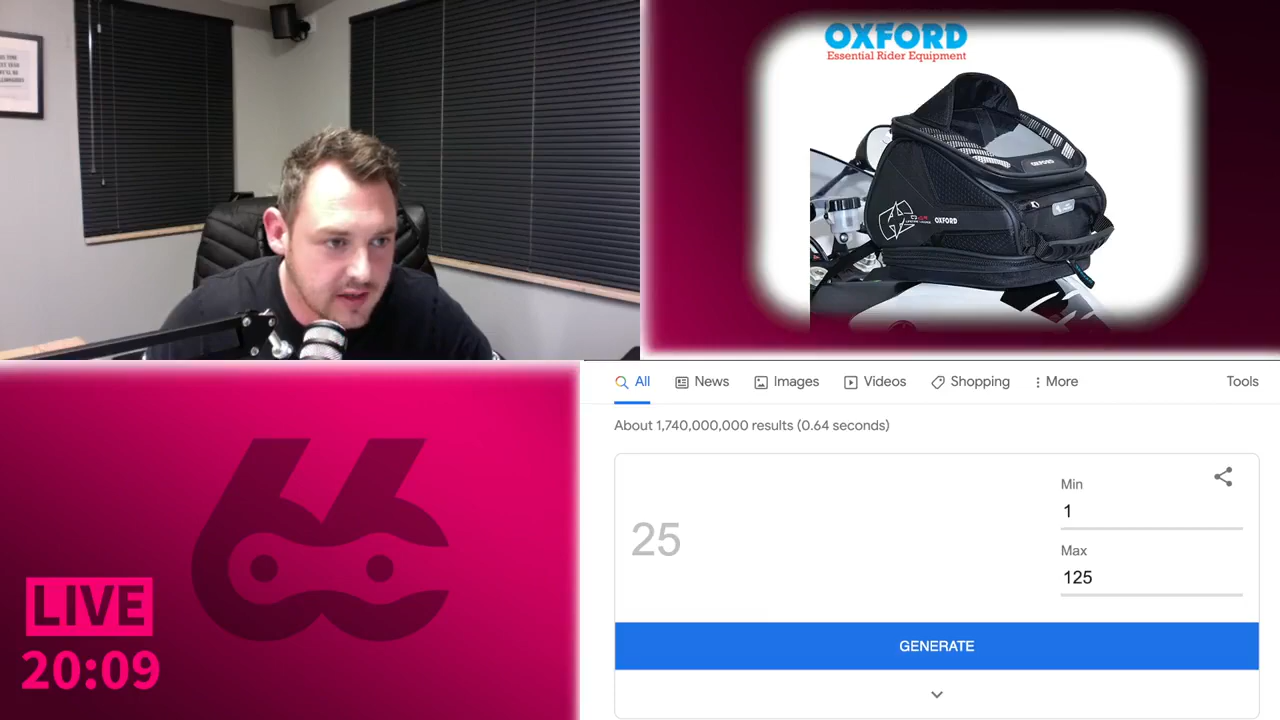 OXFORD
Essential Rider Equipment
OXFORD
OXFORD
All
News
Images
Videos
Shopping
More
Tools
About 1,740,000,000 results (0.64 seconds)
25
Min
1
Max
125
GENERATE
LIVE
20:09